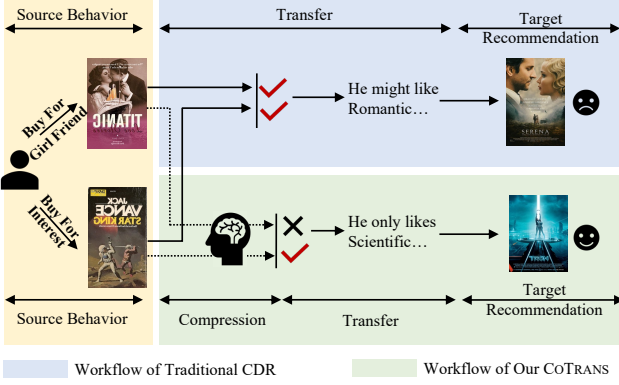 Source Behavior
Transfer
Target
Recommendation
Buy For
Girl Friend
TITANIC
He might like
Romantic…
SERENA
Buy For
Interest
JACK
VANCE
STAR KING
He only likes
Scientific…
Source Behavior
Compression
Transfer
Target
Recommendation
Workflow of Traditional CDR
Workflow of Our COTRANS